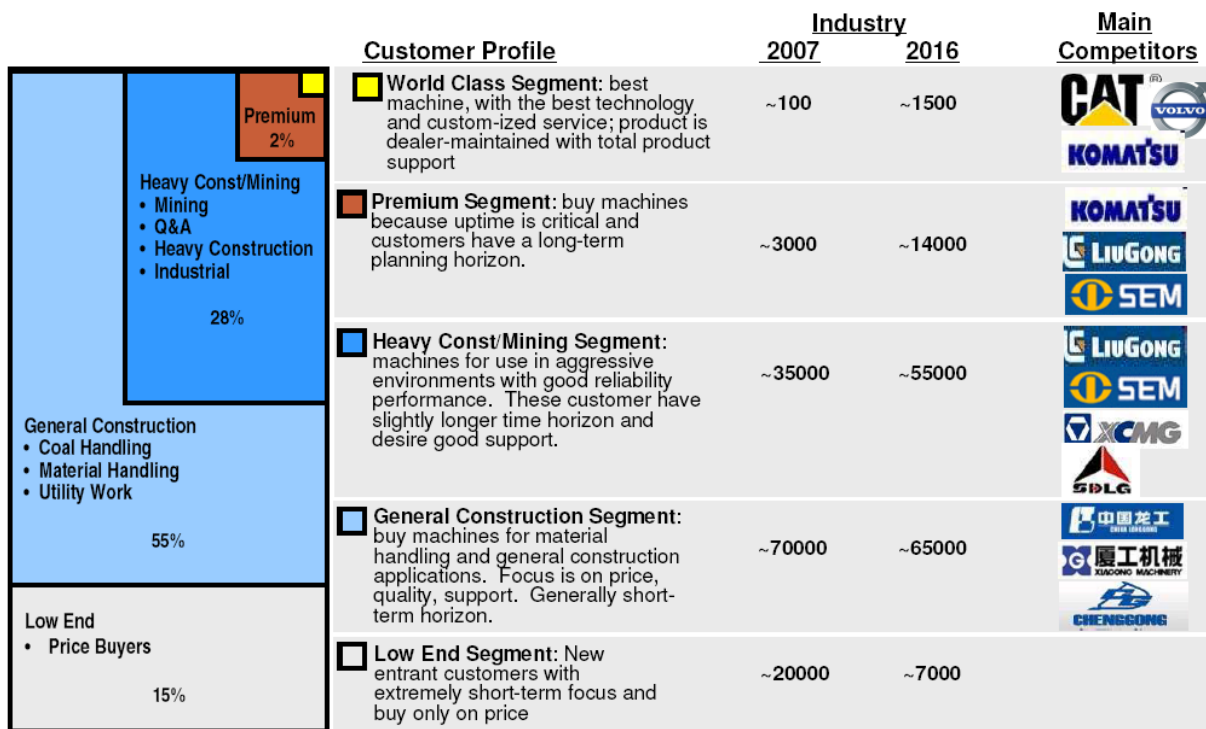 Industry
Main
Customer Profile
2007
2016
Competitors
Premium
2%
Heavy Const/Mining
• Mining
• Q&A
• Heavy Construction
• Industrial
28%
General Construction
• Coal Handling
• Material Handling
• Utility Work
55%
Low End
• Price Buyers
15%
World Class Segment: best
machine, with the best technology
and custom-ized service; product is
dealer-maintained with total product
support
~100
~1500
CAT®
VOLVO
KOMATSU
Premium Segment: buy machines
because uptime is critical and
customers have a long-term
planning horizon.
~3000
~14000
KOMATSU
LIUGONG
SEM
Heavy Const/Mining Segment:
machines for use in aggressive
environments with good reliability
performance. These customer have
slightly longer time horizon and
desire good support.
~35000
~55000
LIUGONG
SEM
XCMG
SDLG
General Construction Segment:
buy machines for material
handling and general construction
applications. Focus is on price,
quality, support. Generally short-
term horizon.
~70000
~65000
中国龙工
厦工机械
XIAGONG MACHINERY
CHENGGONG
Low End Segment: New
entrant customers with
extremely short-term focus and
buy only on price
~20000
~7000